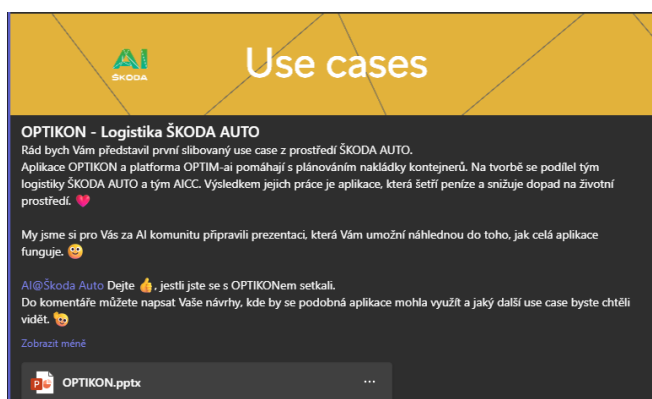 AI
ŠKODA
Use cases
OPTIKON - Logistika ŠKODA AUTO
Rád bych Vám představil první slibovaný use case z prostředí ŠKODA AUTO.
Aplikace OPTIKON a platforma OPTIM-ai pomáhají s plánováním nakládky kontejnerů. Na tvorbě se podílel tým
logistiky ŠKODA AUTO a tým AICC. Výsledkem jejich práce je aplikace, která šetří peníze a snižuje dopad na životní
prostředí. 💗
My jsme si pro Vás za AI komunitu připravili prezentaci, která Vám umožní náhlednou do toho, jak celá aplikace
funguje. 🙂
AI@Škoda Auto Dejte 👍, jestli jste se s OPTIKONem setkali.
Do komentáře můžete napsat Vaše návrhy, kde by se podobná aplikace mohla využít a jaký další use case byste chtěli
vidět. 🙋
Zobrazit méně
OPTIKON.pptx